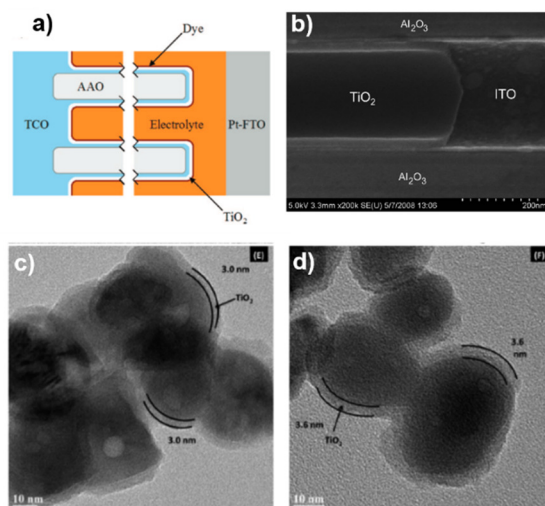 a)
Dye
AAO
TCO
Electrolyte
Pt-FTO
TiO₂
b)
Al₂O₃
TiO₂
ITO
Al₂O₃
5.0kV 3.3mm x200k SE(U) 5/7/2008 13:06
200nm
c)
(E)
3.0 nm
TiO₂
3.0 nm
10 nm
d)
(F)
3.6
nm
3.6 nm
TiO₂
10 nm